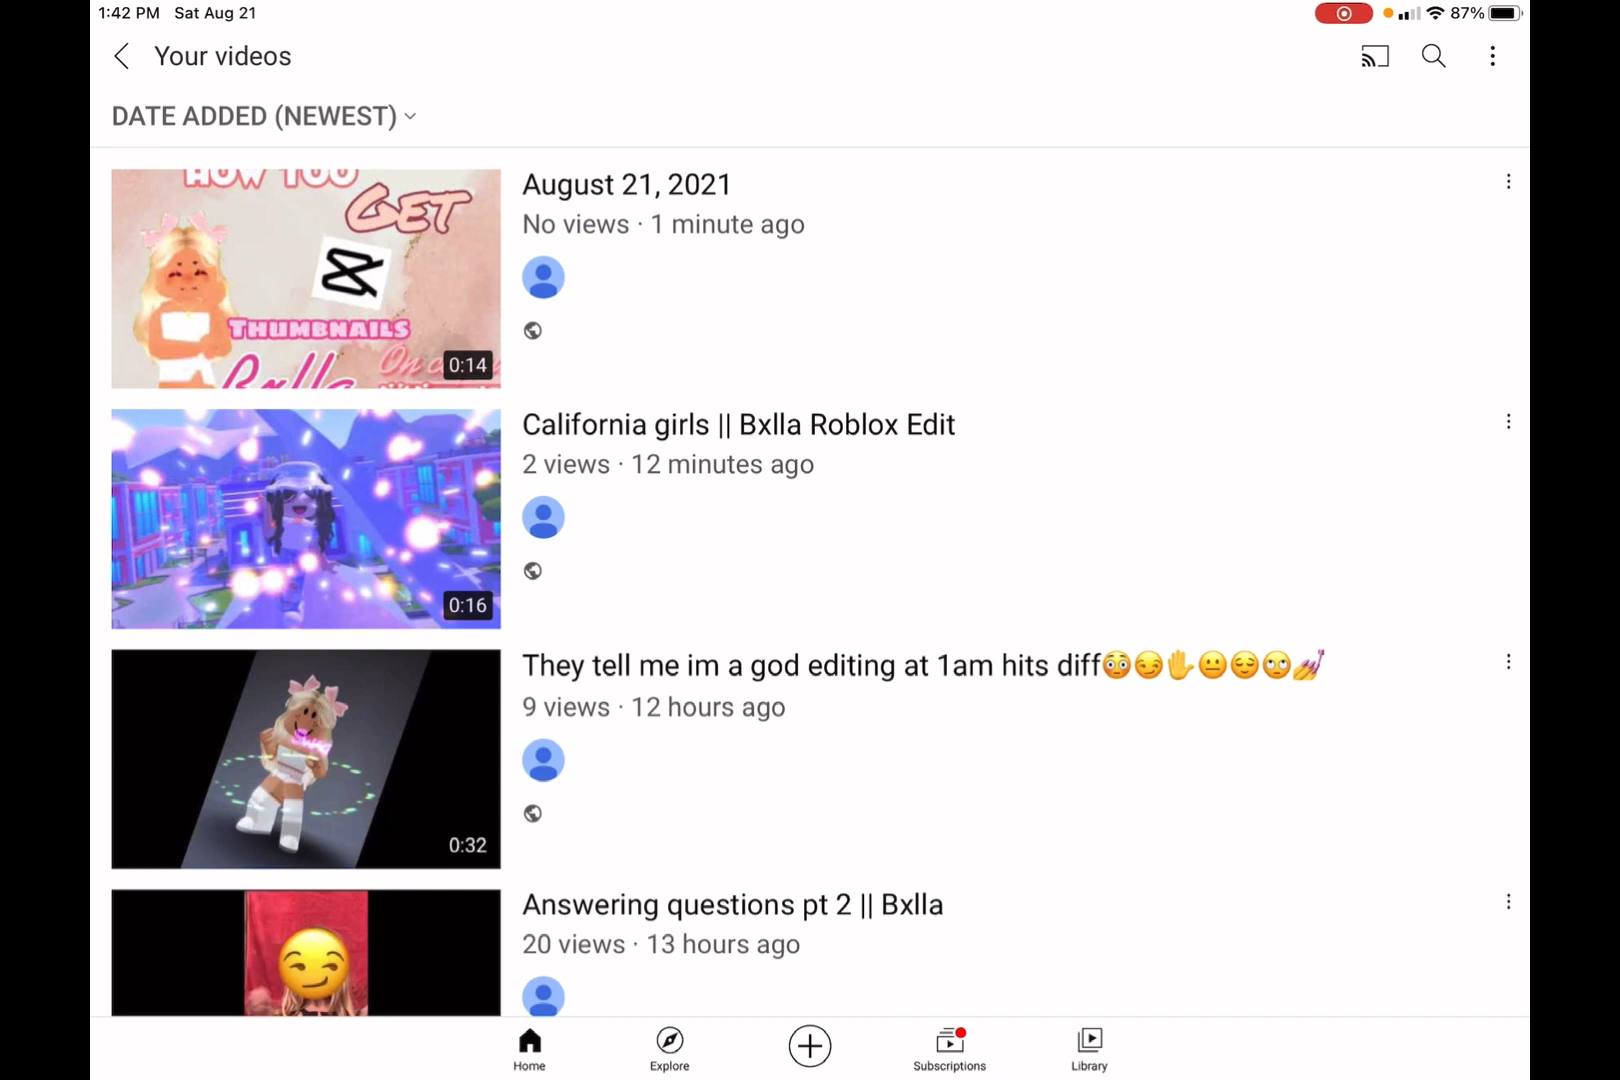 1:42 PM Sat Aug 21
87%
Your videos
DATE ADDED (NEWEST)
HOW TOO
GET
THUMBNAILS
On c
Bxlla
0:14
August 21, 2021
No views · 1 minute ago
0:16
California girls || Bxlla Roblox Edit
2 views · 12 minutes ago
0:32
They tell me im a god editing at 1am hits diff😳😏✋😐😌🙄💅
9 views · 12 hours ago
Answering questions pt 2 || Bxlla
20 views · 13 hours ago
Home
Explore
Subscriptions
Library